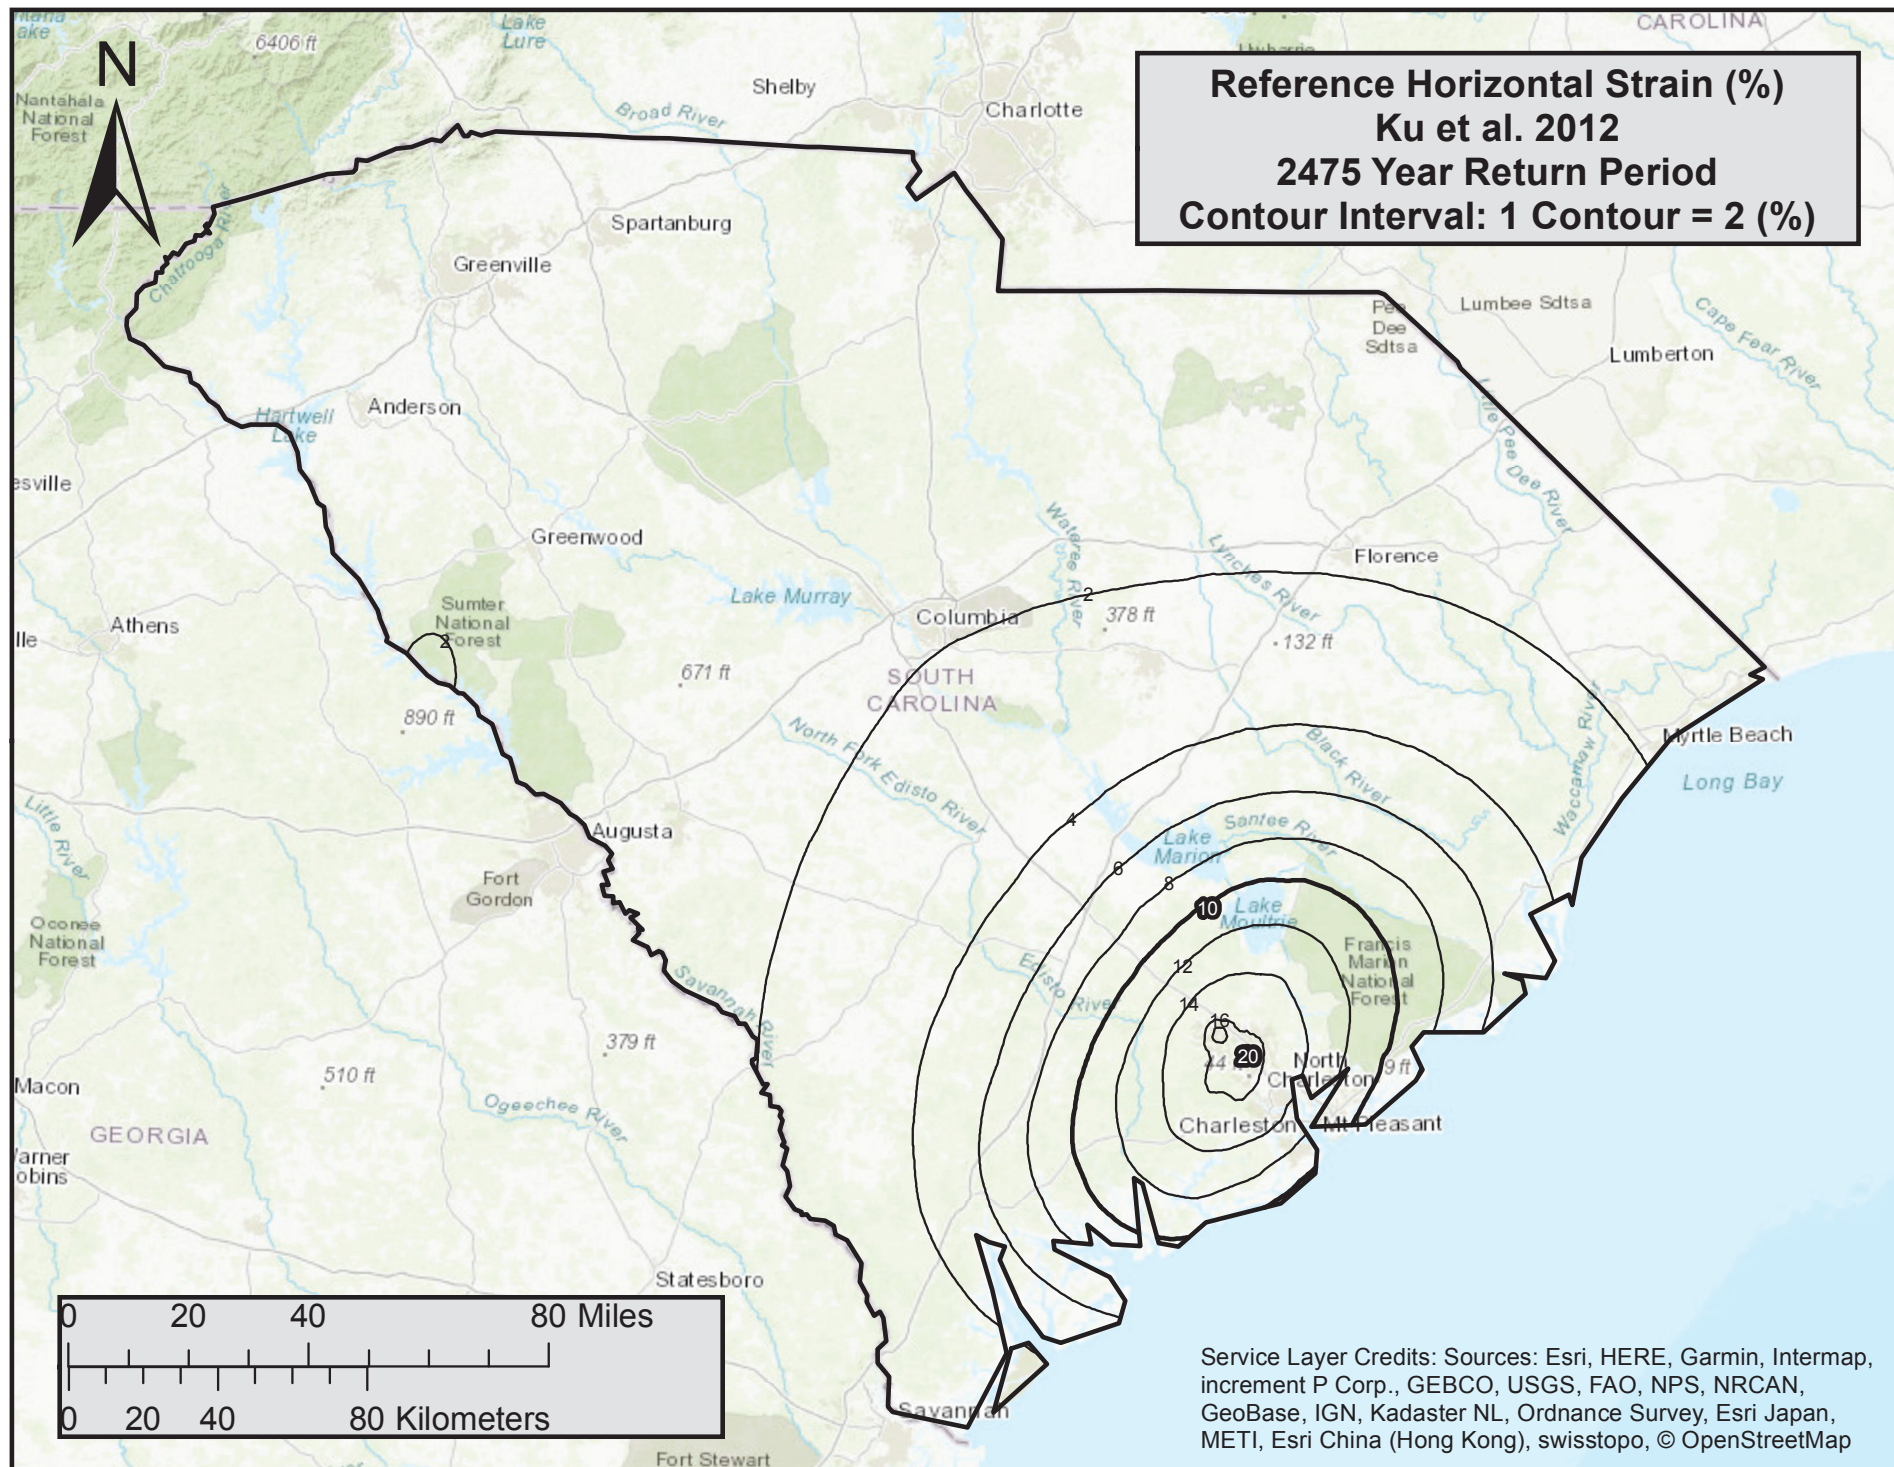 CAROLINA
Lake
Lure
6406 ft
N
Reference Horizontal Strain (%)
Ku et al. 2012
2475 Year Return Period
Contour Interval: 1 Contour = 2 (%)
Shelby
Charlotte
Nantahala
National
Forest
Broad River
Spartanburg
Greenville
Pee
Dee
Sdtsa
Lumbee Sdtsa
Cape Fear River
Lumberton
Anderson
Hartwell
Lake
Little Pee Dee River
esville
Wateree River
Greenwood
Lynches River
Florence
Lake Murray
Sumter
National
Forest
2
2
Columbia
378 ft
132 ft
lle
Athens
671 ft
SOUTH
CAROLINA
890 ft
North Fork Edisto River
Black River
Waccamaw River
Myrtle Beach
Long Bay
Little River
Augusta
4
Santee River
Lake
Marion
6
8
Fort
Gordon
10
Lake
Moultrie
Oconee
National
Forest
Francis
Marion
National
Forest
12
Edisto River
Savannah River
14
16
20
379 ft
North
Charleston
9 ft
510 ft
Macon
Ogeechee River
GEORGIA
Charleston
Mt Pleasant
arner
obins
Statesboro
0 20 40 80 Miles
0 20 40 80 Kilometers
Savannah
Fort Stewart
Service Layer Credits: Sources: Esri, HERE, Garmin, Intermap,
increment P Corp., GEBCO, USGS, FAO, NPS, NRCAN,
GeoBase, IGN, Kadaster NL, Ordnance Survey, Esri Japan,
METI, Esri China (Hong Kong), swisstopo, © OpenStreetMap